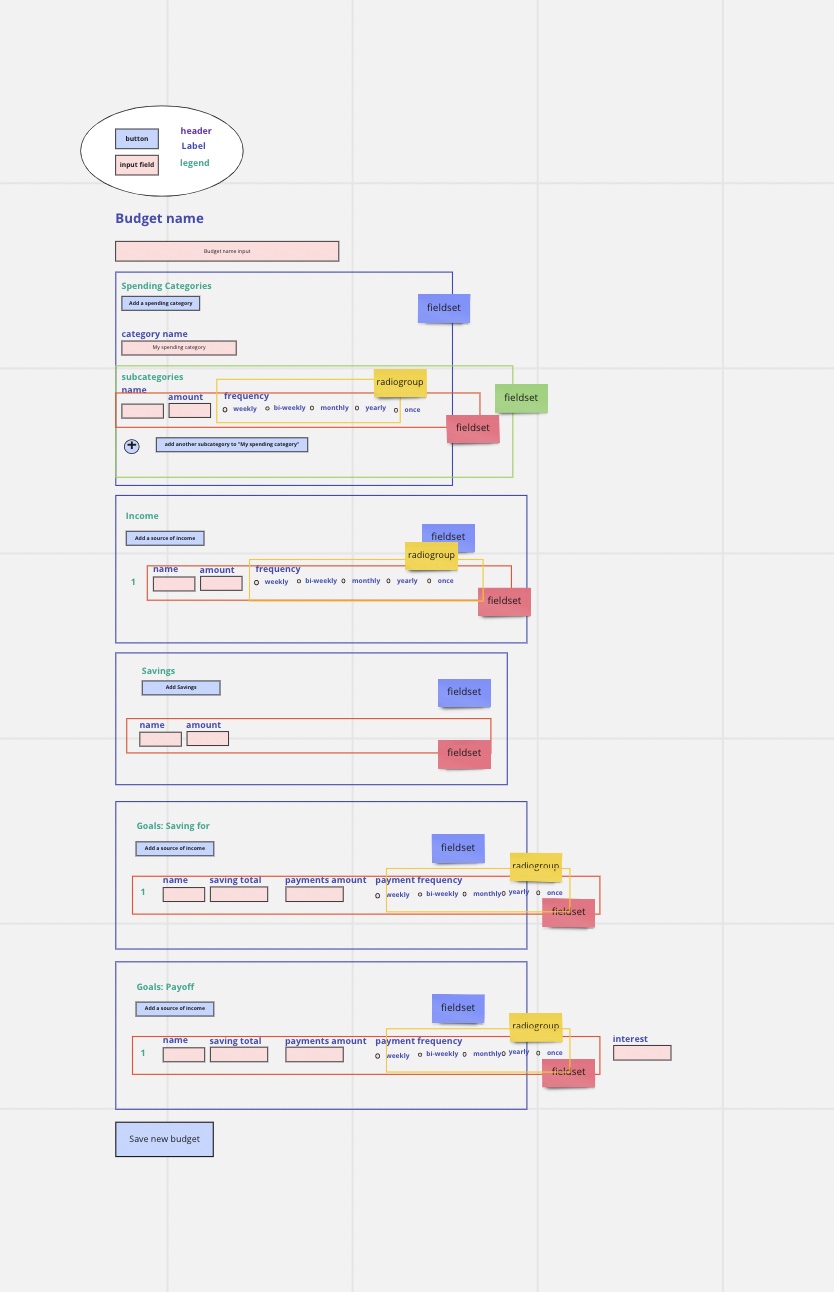 button
header
Label
input field
legend
Budget name
Budget name input
Spending Categories
Add a spending category
fieldset
category name
My spending category
subcategories
radiogroup
name
amount
frequency
fieldset
weekly
bi-weekly
monthly
yearly
once
fieldset
add another subcategory to "My spending category"
Income
Add a source of income
fieldset
radiogroup
name
amount
frequency
1
weekly
bi-weekly
monthly
yearly
once
fieldset
Savings
Add Savings
fieldset
name
amount
fieldset
Goals: Saving for
Add a source of income
fieldset
radiogroup
name
saving total
payments amount
payment frequency
1
weekly
bi-weekly
monthly
yearly
once
fieldset
Goals: Payoff
Add a source of income
fieldset
radiogroup
name
saving total
payments amount
payment frequency
interest
1
weekly
bi-weekly
monthly
yearly
once
fieldset
Save new budget